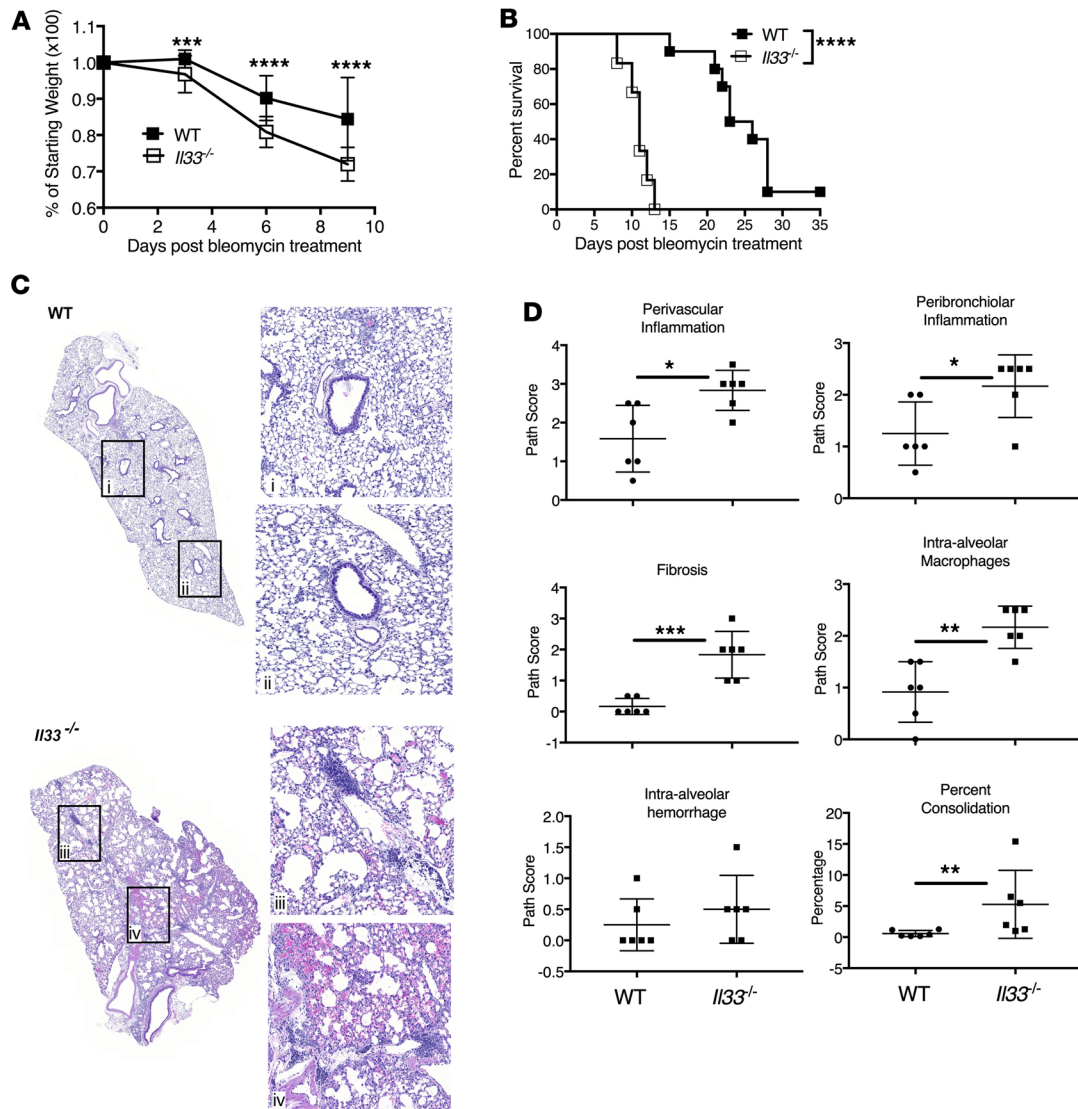 A
% of Starting Weight (x100)
1.1
1.0
0.9
0.8
0.7
0.6
***
****
****
WT
Il33-/-
0 2 4 6 8 10
Days post bleomycin treatment
B
Percent survival
100
80
60
40
20
0
WT
Il33-/-
****
0 5 10 15 20 25 30 35
Days post bleomycin treatment
C
WT
i
ii
i
ii
Il33-/-
iii
iv
iii
iv
D
Perivascular
Inflammation
Path Score
4
3
2
1
0
*
Peribronchiolar
Inflammation
Path Score
3
2
1
0
*
Fibrosis
Path Score
4
3
2
1
0
-1
***
Intra-alveolar
Macrophages
Path Score
3
2
1
0
**
Intra-alveolar
hemorrhage
Path Score
2.0
1.5
1.0
0.5
0.0
-0.5
WT Il33-/-
Percent
Consolidation
Percentage
20
15
10
5
0
-5
**
WT Il33-/-